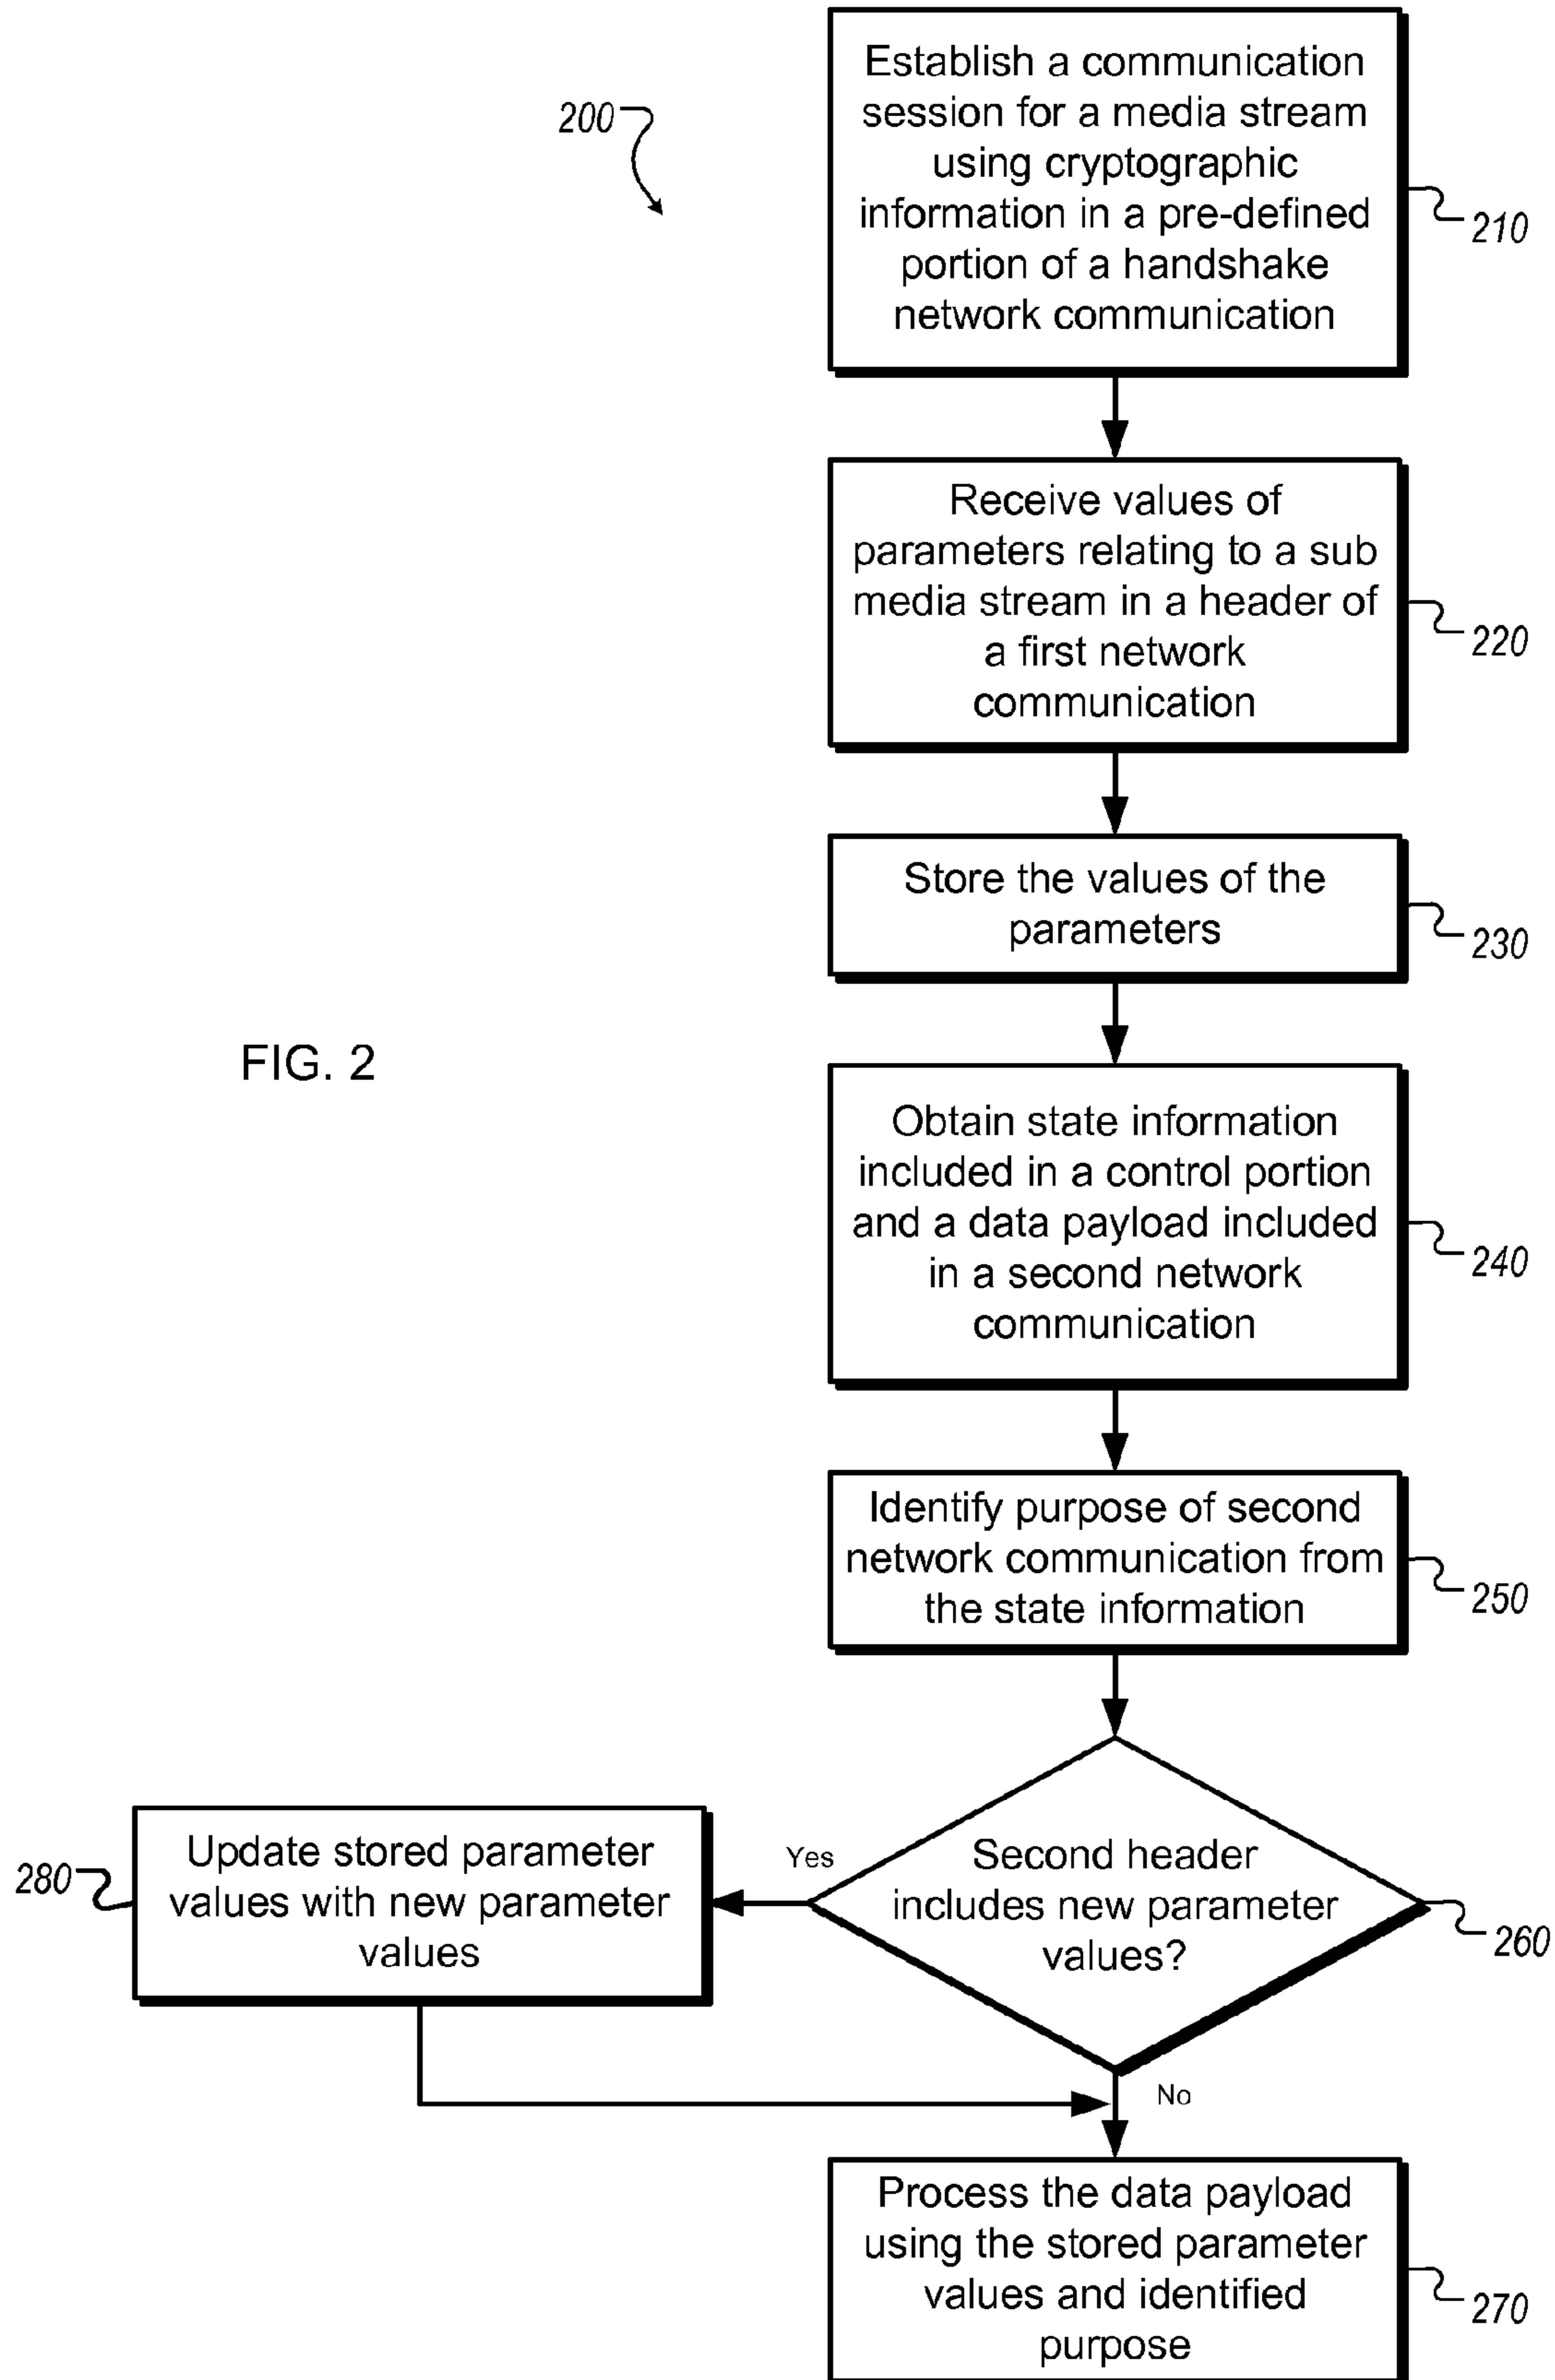 200
Establish a communication
session for a media stream
using cryptographic
information in a pre-defined
portion of a handshake
network communication
210
Receive values of
parameters relating to a sub
media stream in a header of
a first network
communication
220
Store the values of the
parameters
230
FIG. 2
Obtain state information
included in a control portion
and a data payload included
in a second network
communication
240
Identify purpose of second
network communication from
the state information
250
Second header
includes new parameter
values?
260
Yes
Update stored parameter
values with new parameter
values
280
No
Process the data payload
using the stored parameter
values and identified
purpose
270